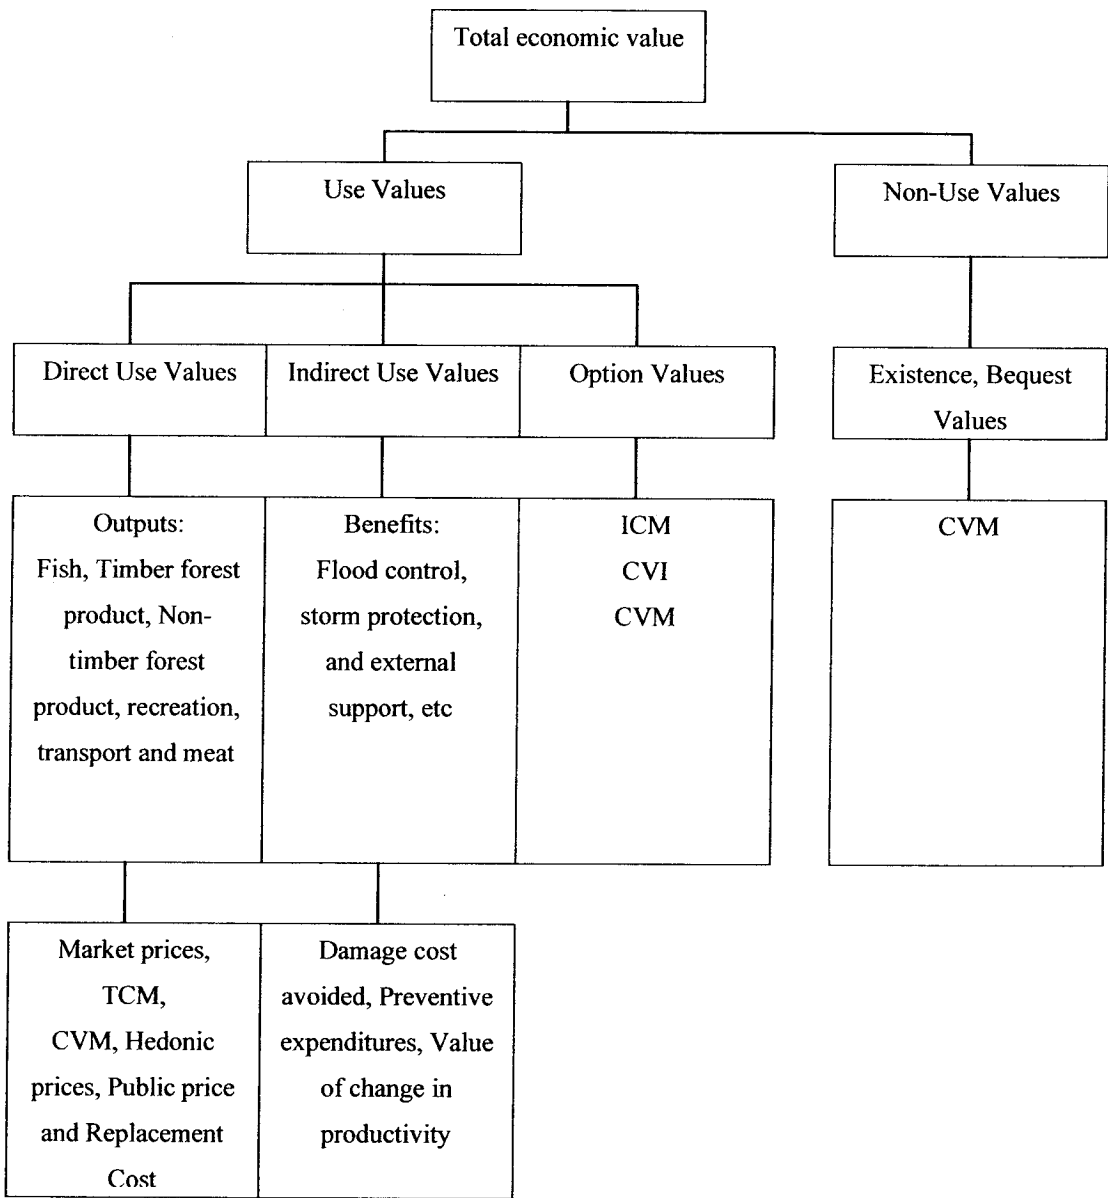 Total economic value
Use Values
Non-Use Values
Direct Use Values
Indirect Use Values
Option Values
Existence, Bequest
Values
Outputs:
Fish, Timber forest
product, Non-
timber forest
product, recreation,
transport and meat
Benefits:
Flood control,
storm protection,
and external
support, etc
ICM
CVI
CVM
CVM
Market prices,
TCM,
CVM, Hedonic
prices, Public price
and Replacement
Cost
Damage cost
avoided, Preventive
expenditures, Value
of change in
productivity